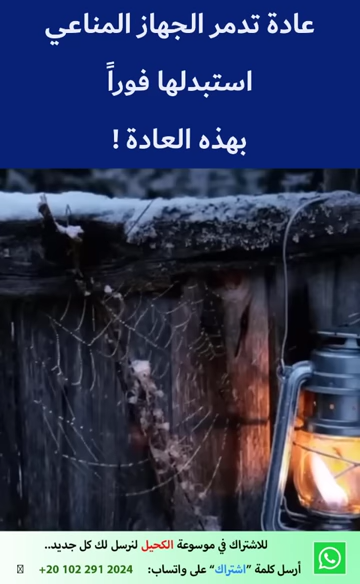 عادة تدمر الجهاز المناعي
استبدلها فوراً
بهذه العادة !
للاشتراك في موسوعة الكحيل لنرسل لك كل جديد..
أرسل كلمة "اشتراك" على واتساب: +20 102 291 2024